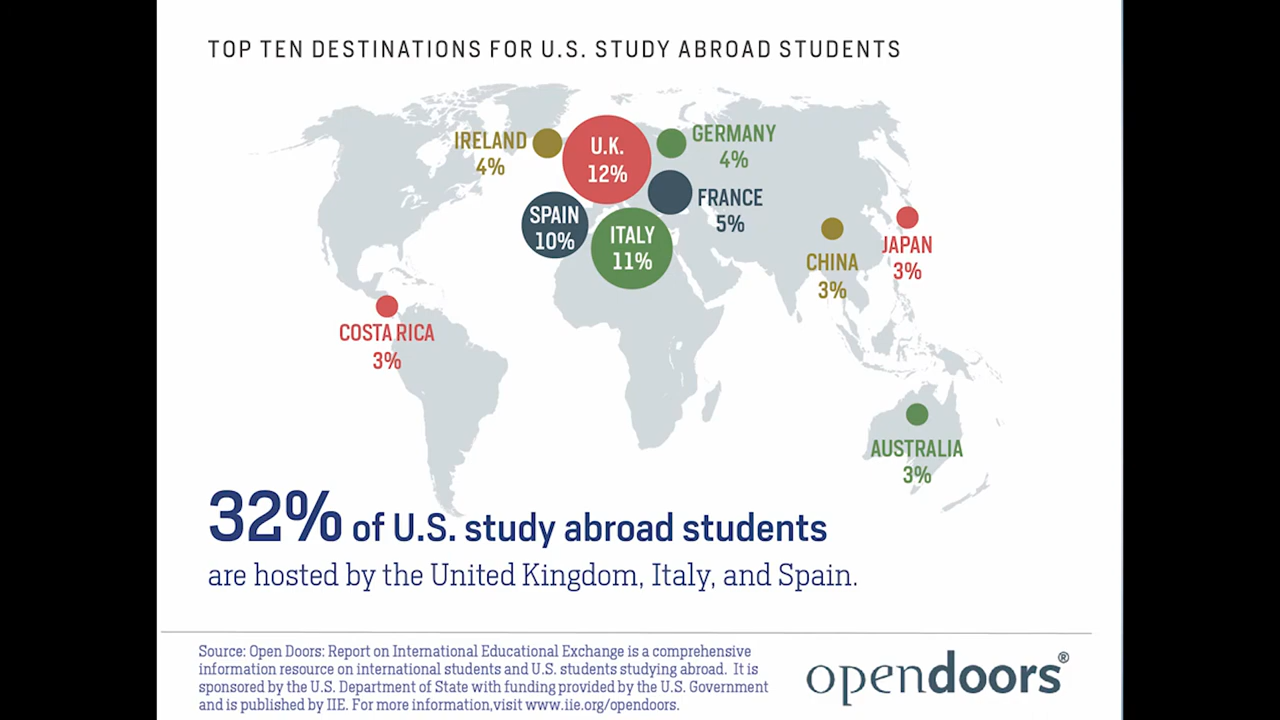 TOP TEN DESTINATIONS FOR U.S. STUDY ABROAD STUDENTS
IRELAND
4%
U.K.
12%
GERMANY
4%
FRANCE
5%
SPAIN
10%
ITALY
11%
CHINA
3%
JAPAN
3%
COSTA RICA
3%
AUSTRALIA
3%
32% of U.S. study abroad students
are hosted by the United Kingdom, Italy, and Spain.
Source: Open Doors: Report on International Educational Exchange is a comprehensive
information resource on international students and U.S. students studying abroad. It is
sponsored by the U.S. Department of State with funding provided by the U.S. Government
and is published by IIE. For more information,visit www.iie.org/opendoors.
opendoors®